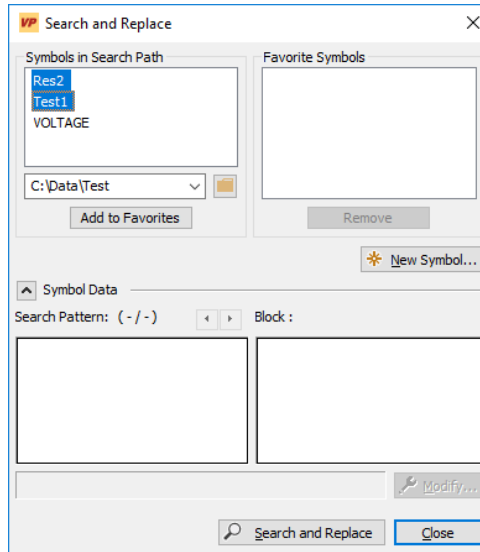 VP Search and Replace
Symbols in Search Path
Favorite Symbols
Res2
Test1
VOLTAGE
C:\Data\Test
Add to Favorites
Remove
New Symbol...
Symbol Data
Search Pattern: (-/-)
Block :
Modify...
Search and Replace
Close